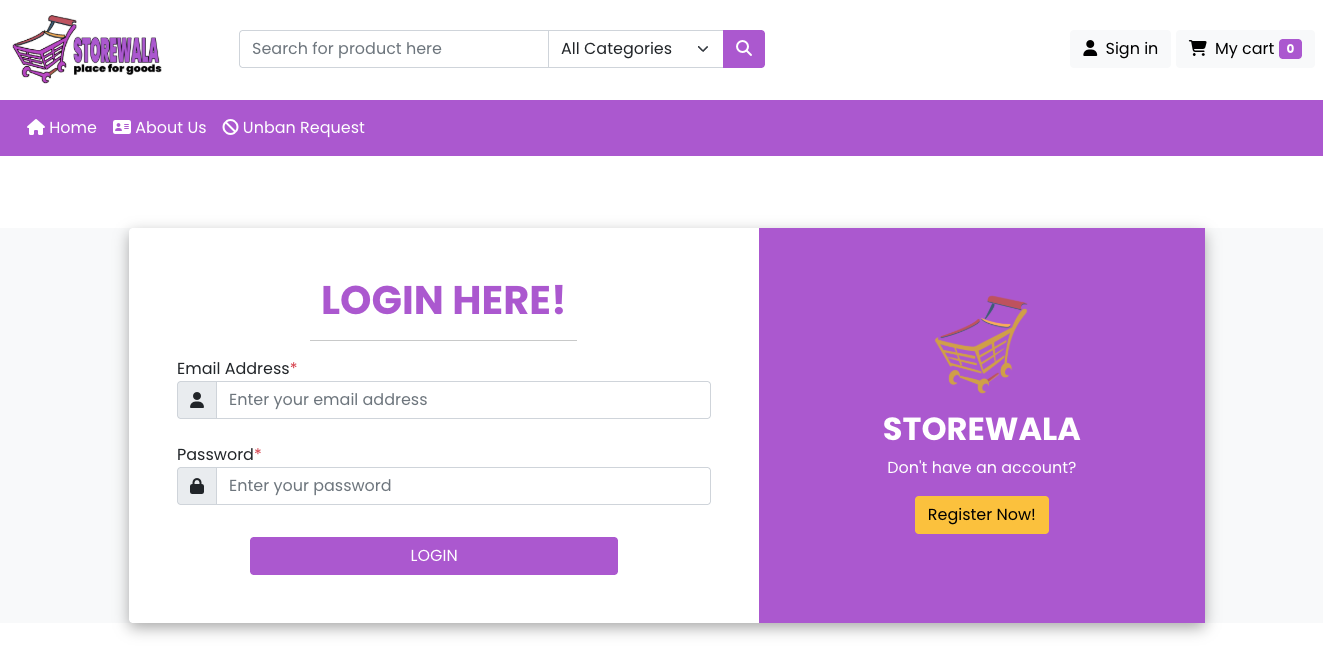 STOREWALA
place for goods
Search for product here
All Categories
Sign in
My cart 0
Home
About Us
Unban Request
LOGIN HERE!
Email Address*
Enter your email address
Password*
Enter your password
LOGIN
STOREWALA
Don't have an account?
Register Now!